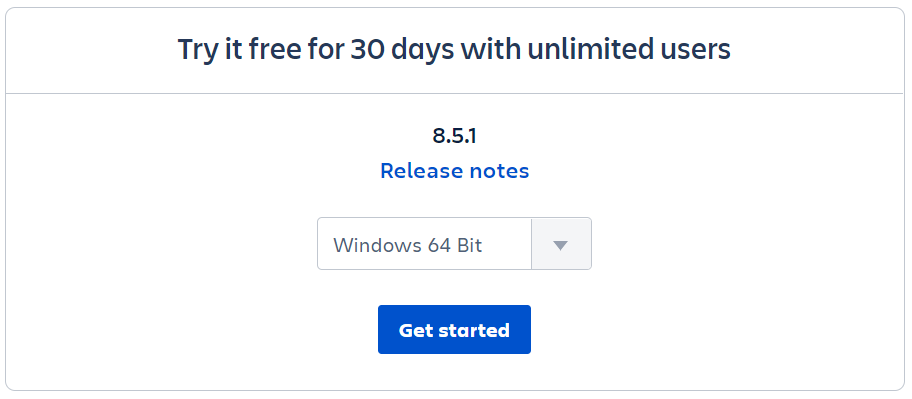 Try it free for 30 days with unlimited users
8.5.1
Release notes
Windows 64 Bit
Get started